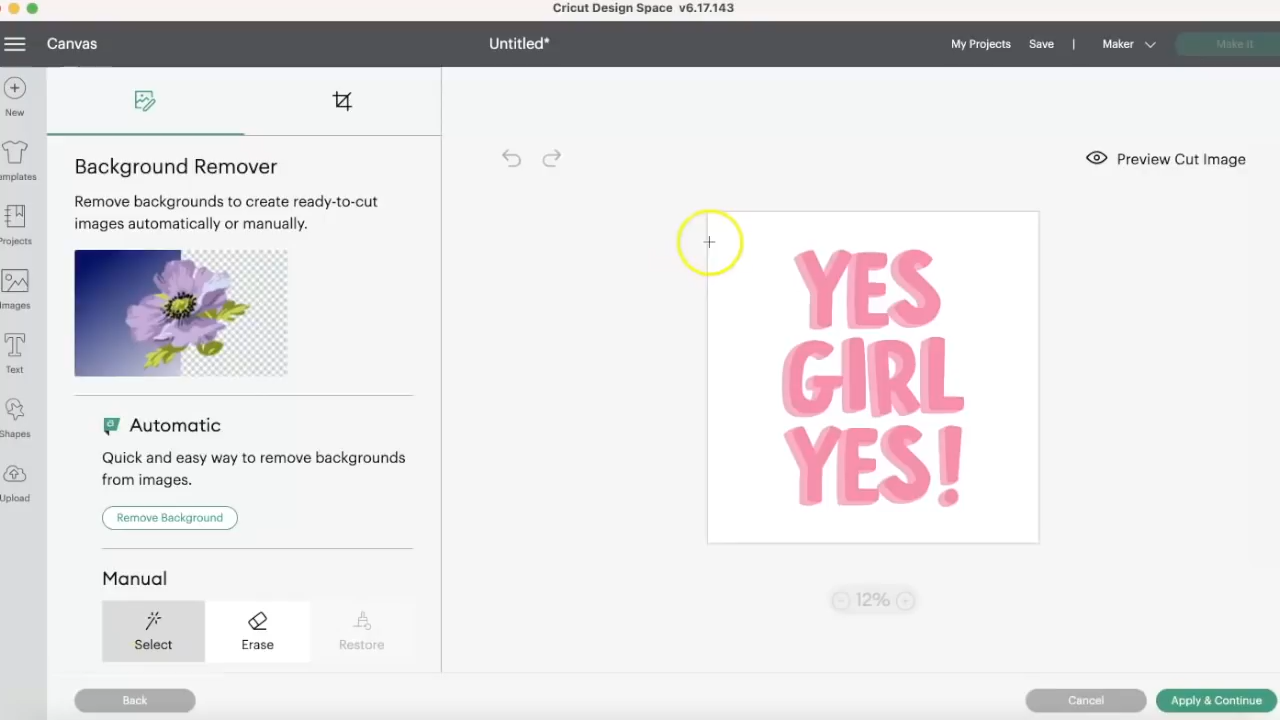 Cricut Design Space v6.17.143
Canvas
Untitled*
My Projects
Save
|
Maker
Make It
New
emplates
Projects
Images
Text
Shapes
Upload
Background Remover
Remove backgrounds to create ready-to-cut
images automatically or manually.
Automatic
Quick and easy way to remove backgrounds
from images.
Remove Background
Manual
Select
Erase
Restore
Preview Cut Image
YES
GIRL
YES!
12%
Back
Cancel
Apply & Continue